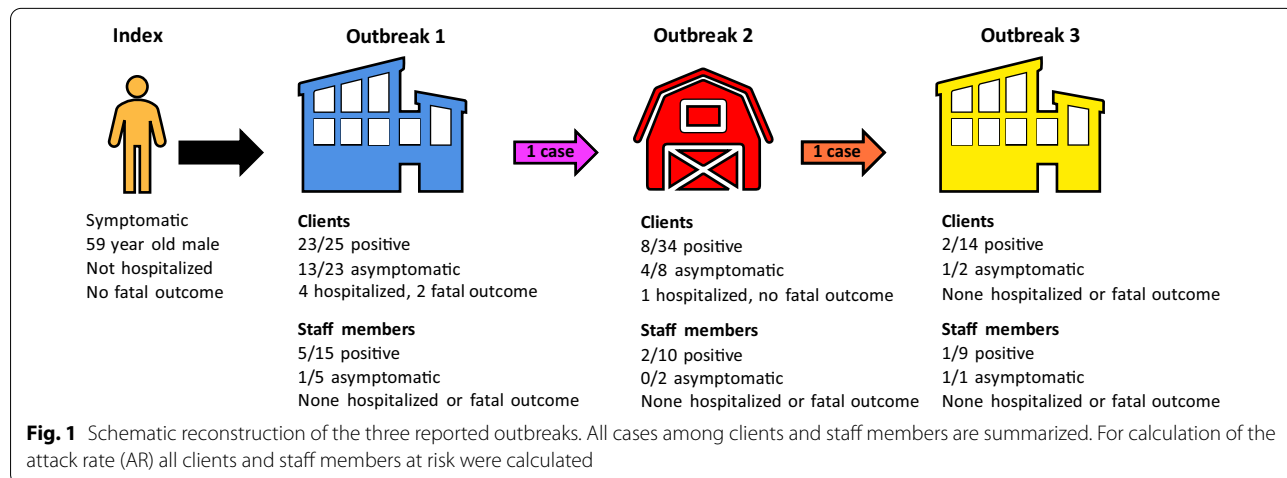 Index
Outbreak 1
Outbreak 2
Outbreak 3
1 case
1 case
Symptomatic
59 year old male
Not hospitalized
No fatal outcome
Clients
23/25 positive
13/23 asymptomatic
4 hospitalized, 2 fatal outcome
Staff members
5/15 positive
1/5 asymptomatic
None hospitalized or fatal outcome
Clients
8/34 positive
4/8 asymptomatic
1 hospitalized, no fatal outcome
Staff members
2/10 positive
0/2 asymptomatic
None hospitalized or fatal outcome
Clients
2/14 positive
1/2 asymptomatic
None hospitalized or fatal outcome
Staff members
1/9 positive
1/1 asymptomatic
None hospitalized or fatal outcome
Fig. 1 Schematic reconstruction of the three reported outbreaks. All cases among clients and staff members are summarized. For calculation of the
attack rate (AR) all clients and staff members at risk were calculated